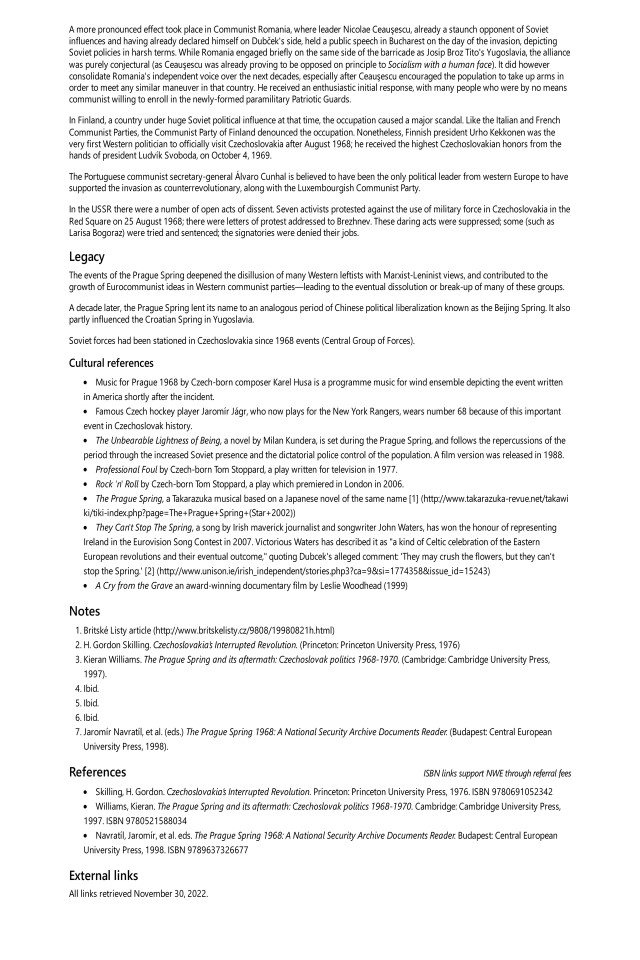 A more pronounced effect took place in Communist Romania, where leader Nicolae Ceauşescu, already a staunch opponent of Soviet
influences and having already declared himself on Dubček's side, held a public speech in Bucharest on the day of the invasion, depicting
Soviet policies in harsh terms. While Romania engaged briefly on the same side of the barricade as Josip Broz Tito's Yugoslavia, the alliance
was purely conjectural (as Ceauşescu was already proving to be opposed on principle to Socialism with a human face). It did however
consolidate Romania's independent voice over the next decades, especially after Ceauşescu encouraged the population to take up arms in
order to meet any similar maneuver in that country. He received an enthusiastic initial response, with many people who were by no means
communist willing to enroll in the newly-formed paramilitary Patriotic Guards.
In Finland, a country under huge Soviet political influence at that time, the occupation caused a major scandal. Like the Italian and French
Communist Parties, the Communist Party of Finland denounced the occupation. Nonetheless, Finnish president Urho Kekkonen was the
very first Western politician to officially visit Czechoslovakia after August 1968; he received the highest Czechoslovakian honors from the
hands of president Ludvík Svoboda, on October 4, 1969.
The Portuguese communist secretary-general Álvaro Cunhal is believed to have been the only political leader from western Europe to have
supported the invasion as counterrevolutionary, along with the Luxembourgish Communist Party.
In the USSR there were a number of open acts of dissent. Seven activists protested against the use of military force in Czechoslovakia in the
Red Square on 25 August 1968; there were letters of protest addressed to Brezhnev. These daring acts were suppressed; some (such as
Larisa Bogoraz) were tried and sentenced; the signatories were denied their jobs.
Legacy
The events of the Prague Spring deepened the disillusion of many Western leftists with Marxist-Leninist views, and contributed to the
growth of Eurocommunist ideas in Western communist parties—leading to the eventual dissolution or break-up of many of these groups.
A decade later, the Prague Spring lent its name to an analogous period of Chinese political liberalization known as the Beijing Spring. It also
partly influenced the Croatian Spring in Yugoslavia.
Soviet forces had been stationed in Czechoslovakia since 1968 events (Central Group of Forces).
Cultural references
• Music for Prague 1968 by Czech-born composer Karel Husa is a programme music for wind ensemble depicting the event written
in America shortly after the incident.
• Famous Czech hockey player Jaromír Jágr, who now plays for the New York Rangers, wears number 68 because of this important
event in Czechoslovak history.
• The Unbearable Lightness of Being, a novel by Milan Kundera, is set during the Prague Spring, and follows the repercussions of the
period through the increased Soviet presence and the dictatorial police control of the population. A film version was released in 1988.
• Professional Foul by Czech-born Tom Stoppard, a play written for television in 1977.
• Rock 'n' Roll by Czech-born Tom Stoppard, a play which premiered in London in 2006.
• The Prague Spring, a Takarazuka musical based on a Japanese novel of the same name [1] (http://www.takarazuka-revue.net/takawi
ki/tiki-index.php?page=The+Prague+Spring+(Star+2002))
• They Can't Stop The Spring, a song by Irish maverick journalist and songwriter John Waters, has won the honour of representing
Ireland in the Eurovision Song Contest in 2007. Victorious Waters has described it as "a kind of Celtic celebration of the Eastern
European revolutions and their eventual outcome," quoting Dubcek's alleged comment: 'They may crush the flowers, but they can't
stop the Spring.' [2] (http://www.unison.ie/irish_independent/stories.php3?ca=9&si=1774358&issue_id=15243)
• A Cry from the Grave an award-winning documentary film by Leslie Woodhead (1999)
Notes
1. Britské Listy article (http://www.britskelisty.cz/9808/19980821h.html)
2. H. Gordon Skilling. Czechoslovakia's Interrupted Revolution. (Princeton: Princeton University Press, 1976)
3. Kieran Williams. The Prague Spring and its aftermath: Czechoslovak politics 1968-1970. (Cambridge: Cambridge University Press,
1997).
4. Ibid.
5. Ibid.
6. Ibid.
7. Jaromír Navratil, et al. (eds.) The Prague Spring 1968: A National Security Archive Documents Reader. (Budapest: Central European
University Press, 1998).
References
ISBN links support NWE through referral fees
• Skilling, H. Gordon. Czechoslovakia's Interrupted Revolution. Princeton: Princeton University Press, 1976. ISBN 9780691052342
• Williams, Kieran. The Prague Spring and its aftermath: Czechoslovak politics 1968-1970. Cambridge: Cambridge University Press,
1997. ISBN 9780521588034
• Navratil, Jaromír, et al. eds. The Prague Spring 1968: A National Security Archive Documents Reader. Budapest: Central European
University Press, 1998. ISBN 9789637326677
External links
All links retrieved November 30, 2022.